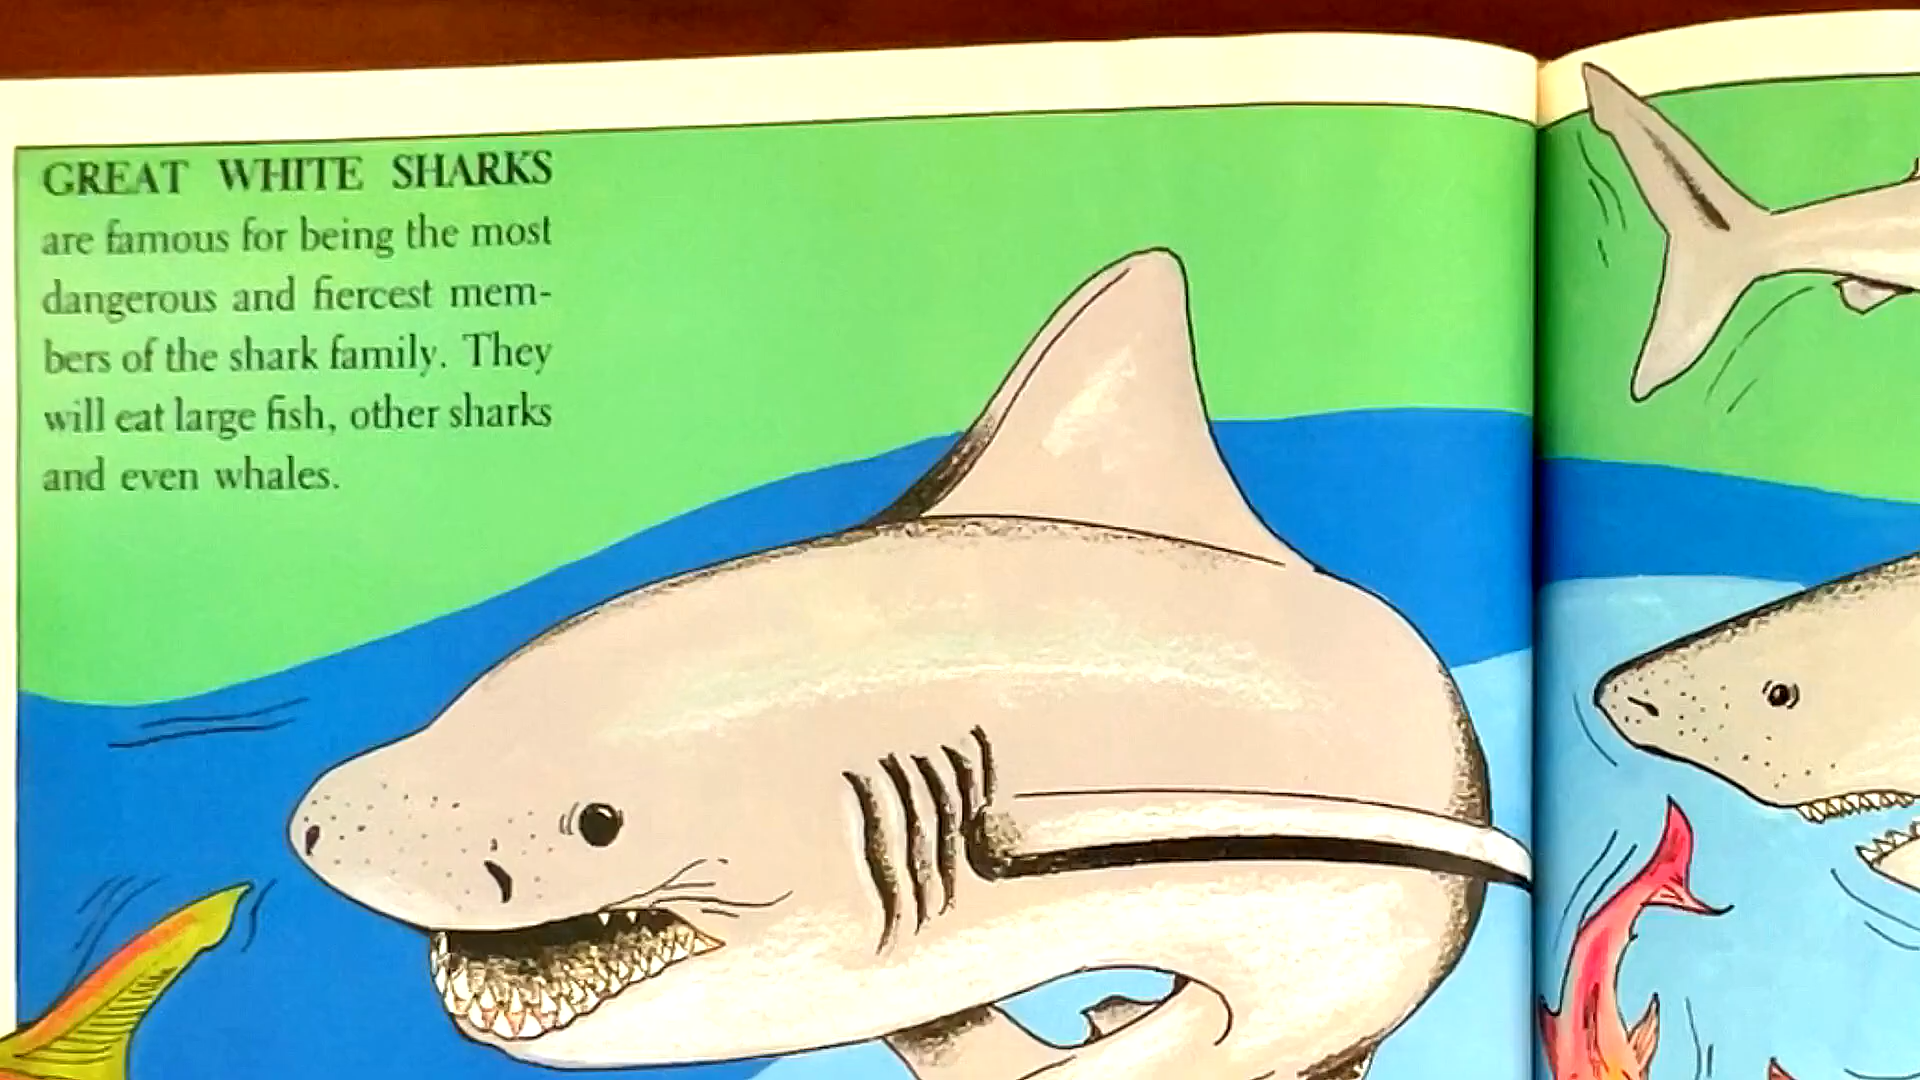 GREAT WHITE SHARKS
are famous for being the most
dangerous and fiercest mem-
bers of the shark family. They
will eat large fish, other sharks
and even whales.